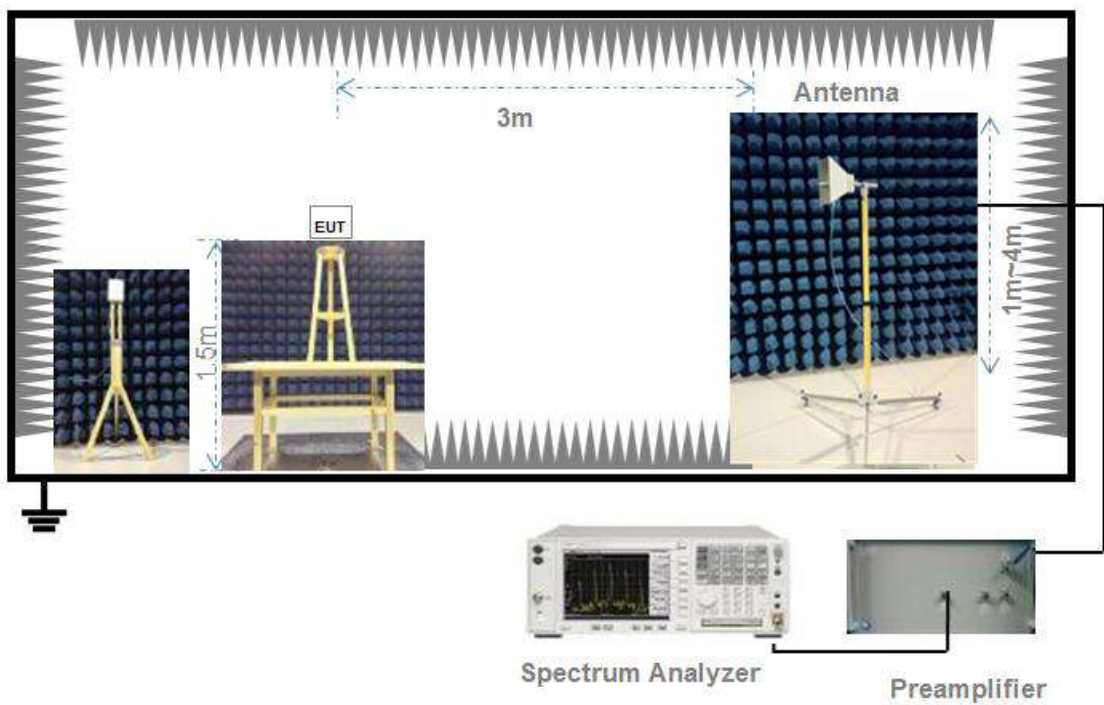 Antenna
3m
EUT
1m~4m
1.5m
Spectrum Analyzer
Preamplifier